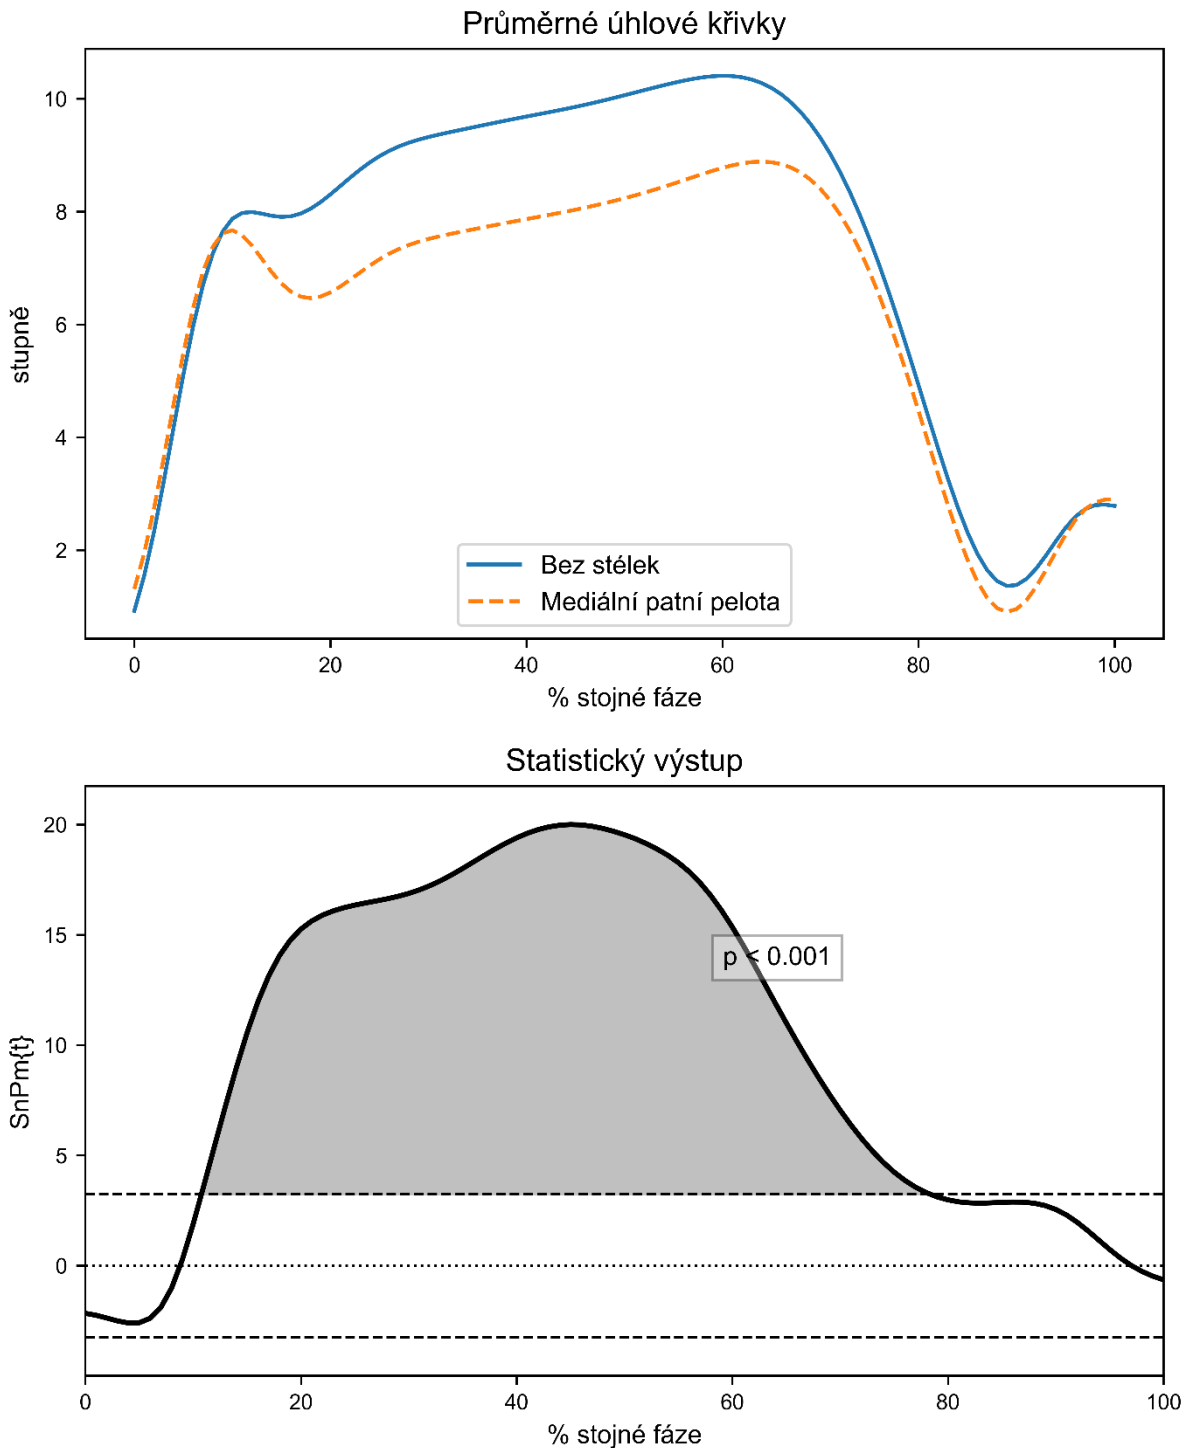 Průměrné úhlové křivky
10
8
6
4
2
stupně
Bez stélek
Mediální patní pelota
0 20 40 60 80 100
% stojné fáze
Statistický výstup
20
15
10
5
0
SnPm{t}
p < 0.001
0 20 40 60 80 100
% stojné fáze